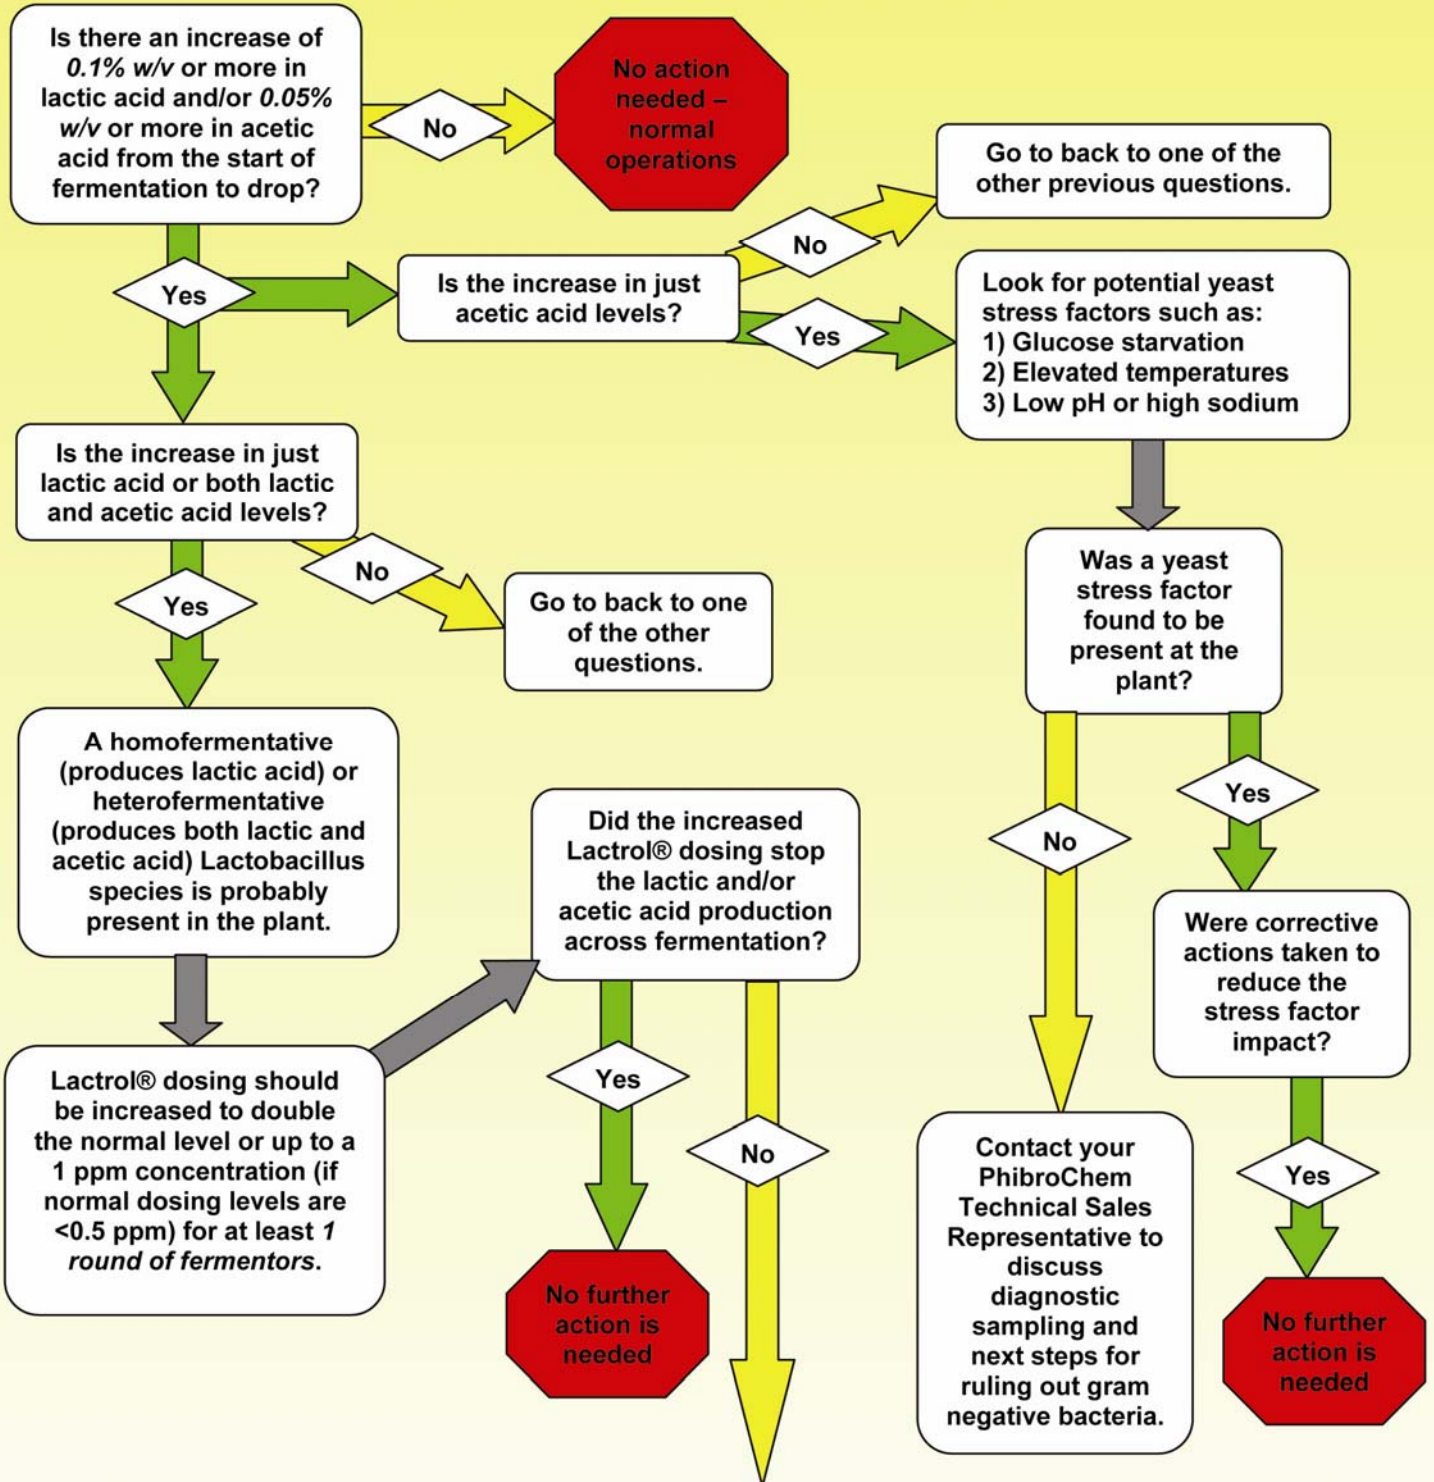 Is there an increase of
0.1% w/v or more in
lactic acid and/or 0.05%
w/v or more in acetic
acid from the start of
fermentation to drop?
No
No action
needed –
normal
operations
Go to back to one of the
other previous questions.
No
Yes
Is the increase in just
acetic acid levels?
Yes
Look for potential yeast
stress factors such as:
1) Glucose starvation
2) Elevated temperatures
3) Low pH or high sodium
Is the increase in just
lactic acid or both lactic
and acetic acid levels?
No
Yes
Go to back to one
of the other
questions.
Was a yeast
stress factor
found to be
present at the
plant?
A homofermentative
(produces lactic acid) or
heterofermentative
(produces both lactic and
acetic acid) Lactobacillus
species is probably
present in the plant.
Did the increased
Lactrol® dosing stop
the lactic and/or
acetic acid production
across fermentation?
No
Yes
Were corrective
actions taken to
reduce the
stress factor
impact?
Lactrol® dosing should
be increased to double
the normal level or up to a
1 ppm concentration (if
normal dosing levels are
<0.5 ppm) for at least 1
round of fermentors.
Yes
No
Contact your
PhibroChem
Technical Sales
Representative to
discuss
diagnostic
sampling and
next steps for
ruling out gram
negative bacteria.
Yes
No further
action is
needed
No further
action is
needed